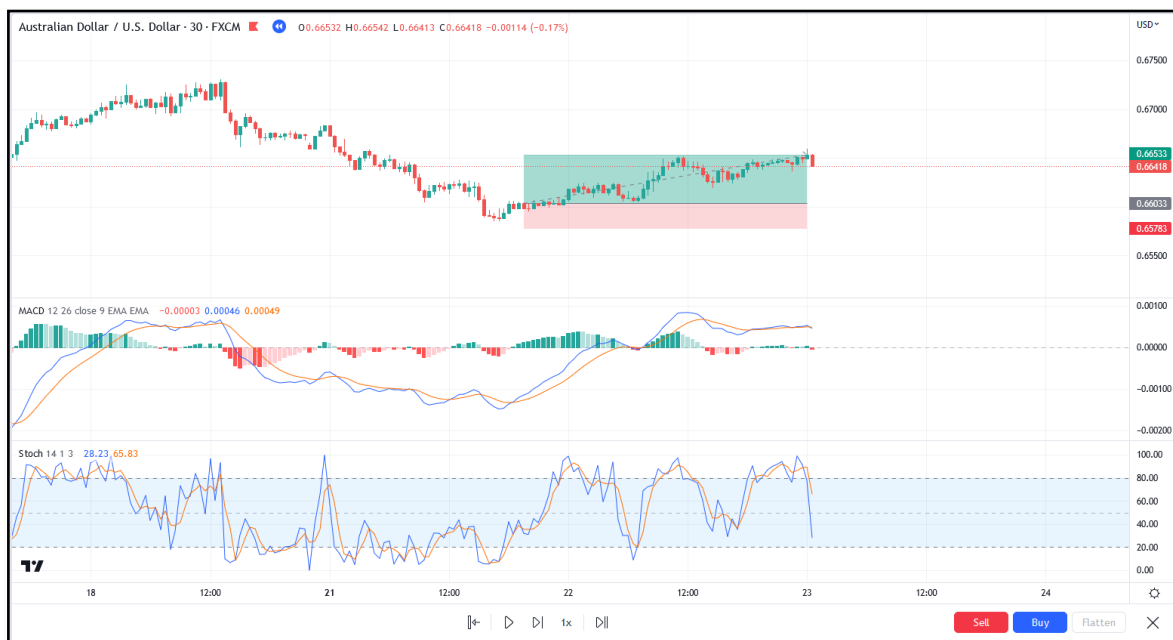 Australian Dollar / U.S. Dollar · 30 · FXCM O0.66532 H0.66542 L0.66413 C0.66418 -0.00114 (-0.17%)
USD
0.67500
0.67000
0.66533
0.66418
0.66033
0.65783
0.65500
MACD 12 26 close 9 EMA EMA -0.00003 0.00046 0.00049
0.00100
0.00000
-0.00100
-0.00200
Stoch 14 1 3 28.23 65.83
100.00
80.00
60.00
40.00
20.00
0.00
18 12:00 21 12:00 22 12:00 23 12:00 24
1x Sell Buy Flatten